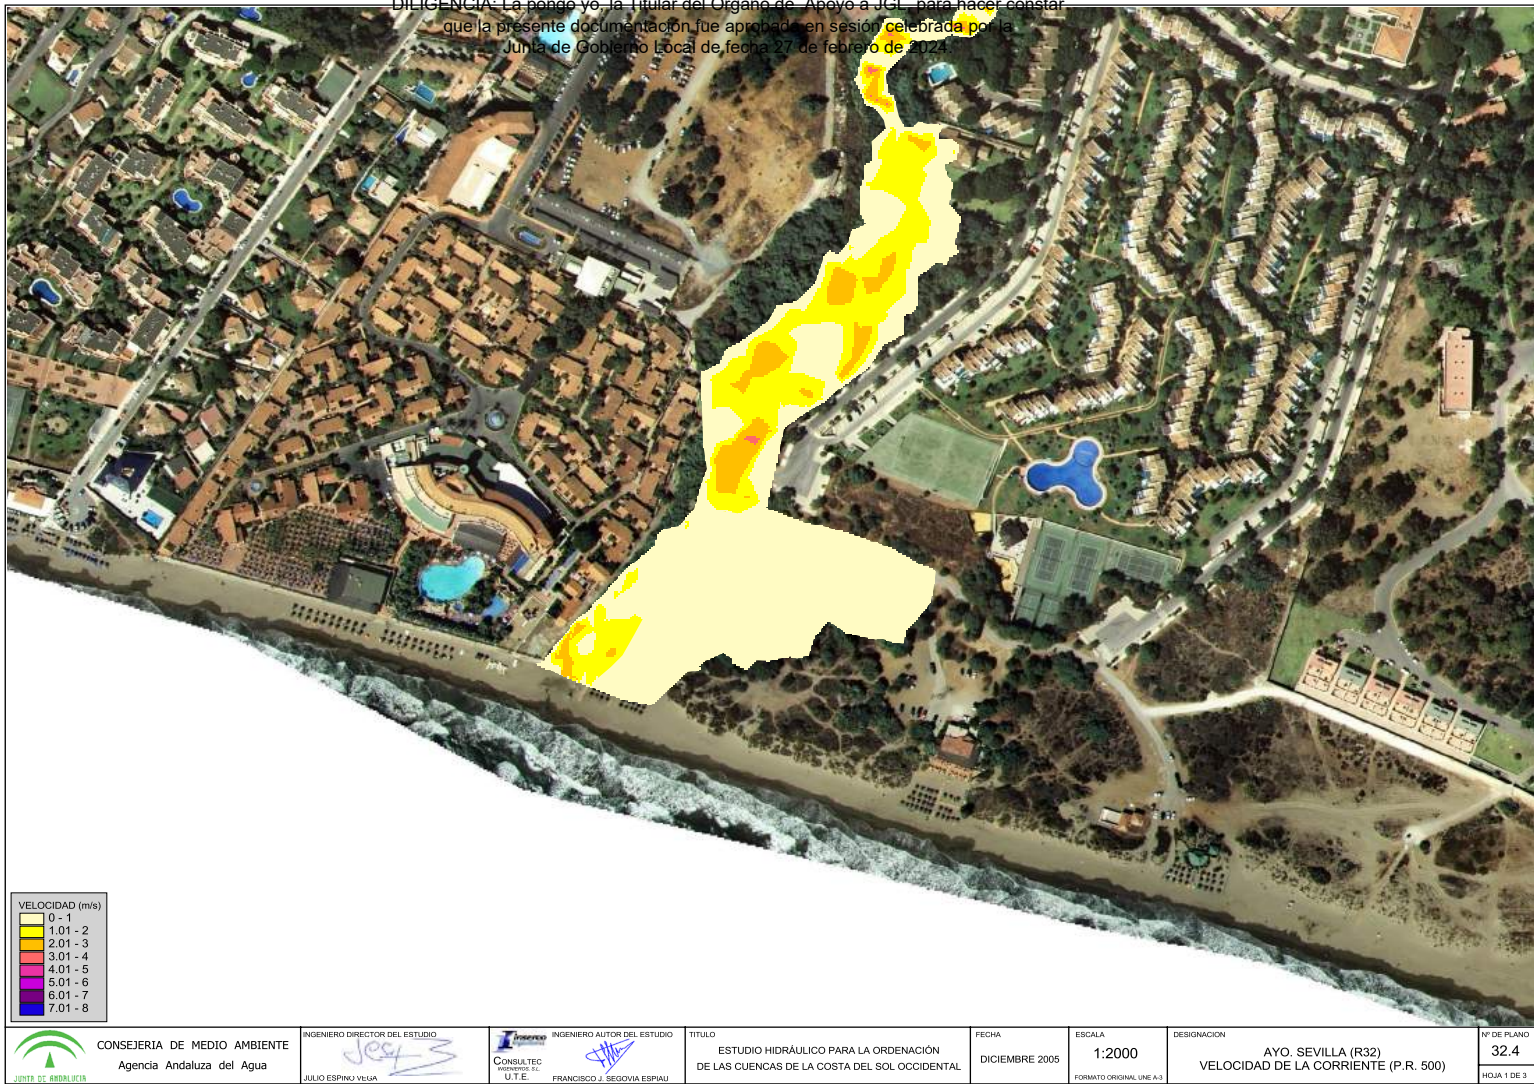 DILIGENCIA: La pongo yo, la Titular del Órgano de Apoyo a JGL, para hacer constar
que la presente documentación fue aprobada en sesión celebrada por la
Junta de Gobierno Local de fecha 27 de febrero de 2024.
VELOCIDAD (m/s)
0 - 1
1.01 - 2
2.01 - 3
3.01 - 4
4.01 - 5
5.01 - 6
6.01 - 7
7.01 - 8
JUNTA DE ANDALUCIA
CONSEJERIA DE MEDIO AMBIENTE
Agencia Andaluza del Agua
INGENIERO DIRECTOR DEL ESTUDIO
JULIO ESPINO VEGA
CONSULTEC
INGENIEROS, S.L.
U.T.E.
INGENIERO AUTOR DEL ESTUDIO
FRANCISCO J. SEGOVIA ESPIAU
TITULO
ESTUDIO HIDRÁULICO PARA LA ORDENACIÓN
DE LAS CUENCAS DE LA COSTA DEL SOL OCCIDENTAL
FECHA
DICIEMBRE 2005
ESCALA
1:2000
FORMATO ORIGINAL UNE A-3
DESIGNACION
AYO. SEVILLA (R32)
VELOCIDAD DE LA CORRIENTE (P.R. 500)
Nº DE PLANO
32.4
HOJA 1 DE 3